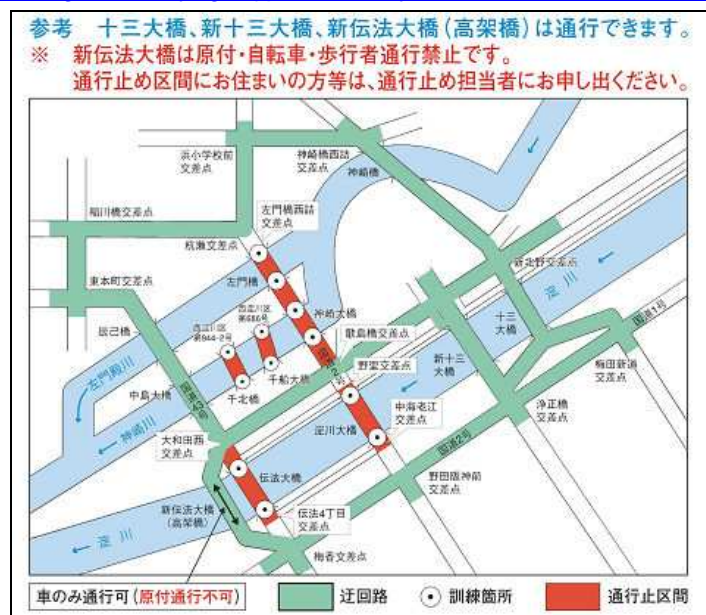 参考 十三大橋、新十三大橋、新伝法大橋(高架橋)は通行できます。
※ 新伝法大橋は原付・自転車・歩行者通行禁止です。
通行止め区間にお住まいの方等は、通行止め担当者にお申し出ください。
浜小学校前
交差点
神崎橋西詰
交差点
神崎橋
稲川橋交差点
左門橋西詰
交差点
杭瀬交差点
東本町交差点
左門橋
新北野交差点
淀川
西淀川区
第686号
西淀川区
第944-2号
神崎大橋
辰巳橋
歌島橋交差点
十三
大橋
国道1号
左門殿川
国道2号
野里交差点
新十三
大橋
千船大橋
梅田新道
交差点
中島大橋
千北橋
国道43号
中海老江
交差点
浄正橋
交差点
神崎川
淀川大橋
国道2号
大和田西
交差点
伝法大橋
野田阪神前
交差点
新伝法大橋
(高架橋)
伝法4丁目
交差点
淀川
梅香交差点
車のみ通行可(原付通行不可)
迂回路
訓練箇所
通行止区間